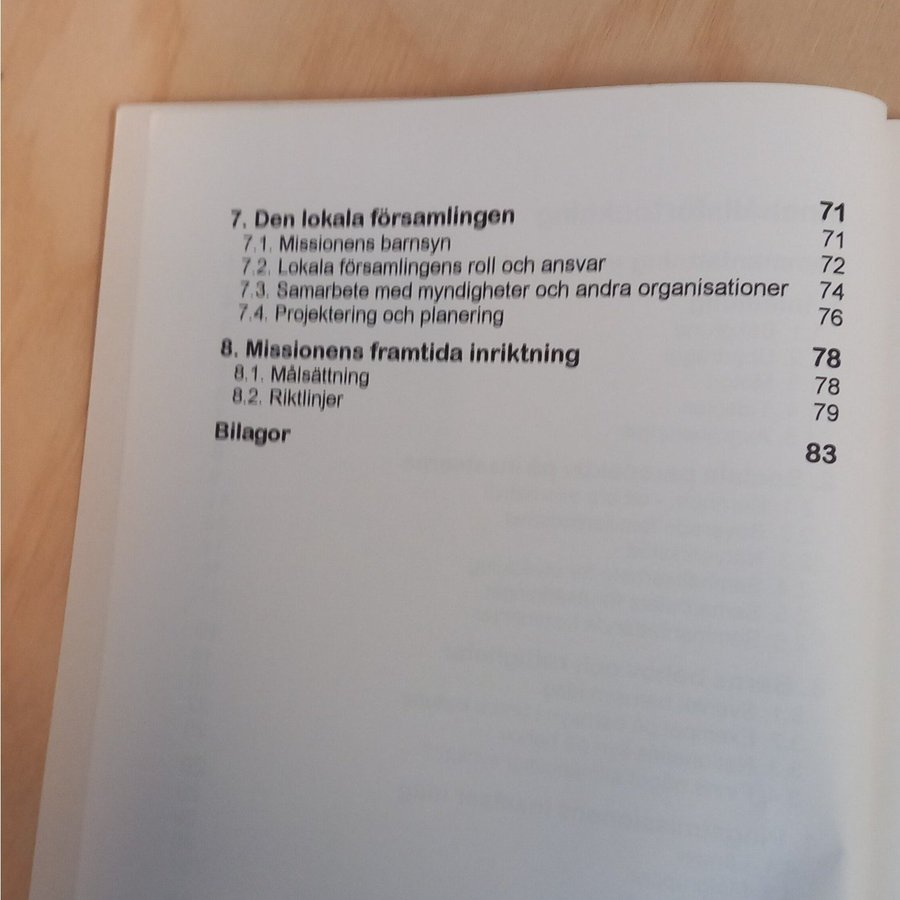 7. Den lokala församlingen 71
7.1. Missionens barnsyn 71
7.2. Lokala församlingens roll och ansvar 72
7.3. Samarbete med myndigheter och andra organisationer 74
7.4. Projektering och planering 76
8. Missionens framtida inriktning 78
8.1. Målsättning 78
8.2. Riktlinjer 79
Bilagor 83